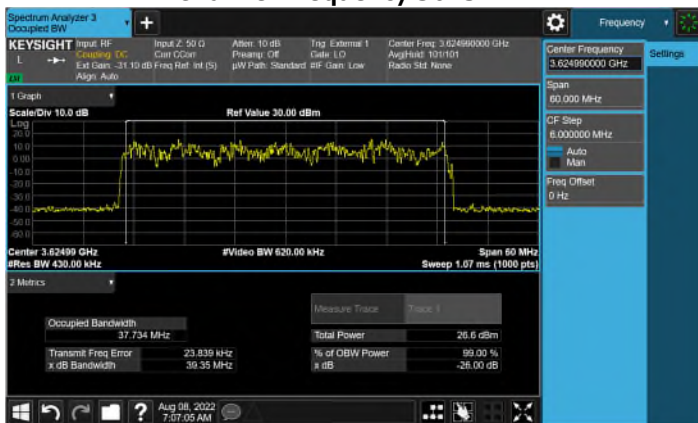 Spectrum Analyzer 3
Occupied BW
Frequency
KEYSIGHT
L
Input: RF
Coupling: DC
Ext Gain: -31.10 dB
Align: Auto
Input Z: 50 Ω
Corr CCorr
Freq Ref: Int (S)
Atten: 10 dB
Preamp: Off
µW Path: Standard
Trig: External 1
Gate: LO
#IF Gain: Low
Center Freq: 3.624990000 GHz
Avg|Hold: 101/101
Radio Std: None
Center Frequency
3.624990000 GHz
Settings
Span
60.000 MHz
CF Step
6.000000 MHz
Auto
Man
Freq Offset
0 Hz
1 Graph
Scale/Div 10.0 dB
Ref Value 30.00 dBm
Log
20.0
10.0
0.00
-10.0
-20.0
-30.0
-40.0
-50.0
-60.0
Center 3.62499 GHz
#Res BW 430.00 kHz
#Video BW 620.00 kHz
Span 60 MHz
Sweep 1.07 ms (1000 pts)
2 Metrics
Measure Trace
Trace 1
Occupied Bandwidth
37.734 MHz
Total Power
26.6 dBm
Transmit Freq Error
23.839 kHz
% of OBW Power
99.00 %
x dB Bandwidth
39.35 MHz
x dB
-26.00 dB
?
Aug 08, 2022
7:07:05 AM